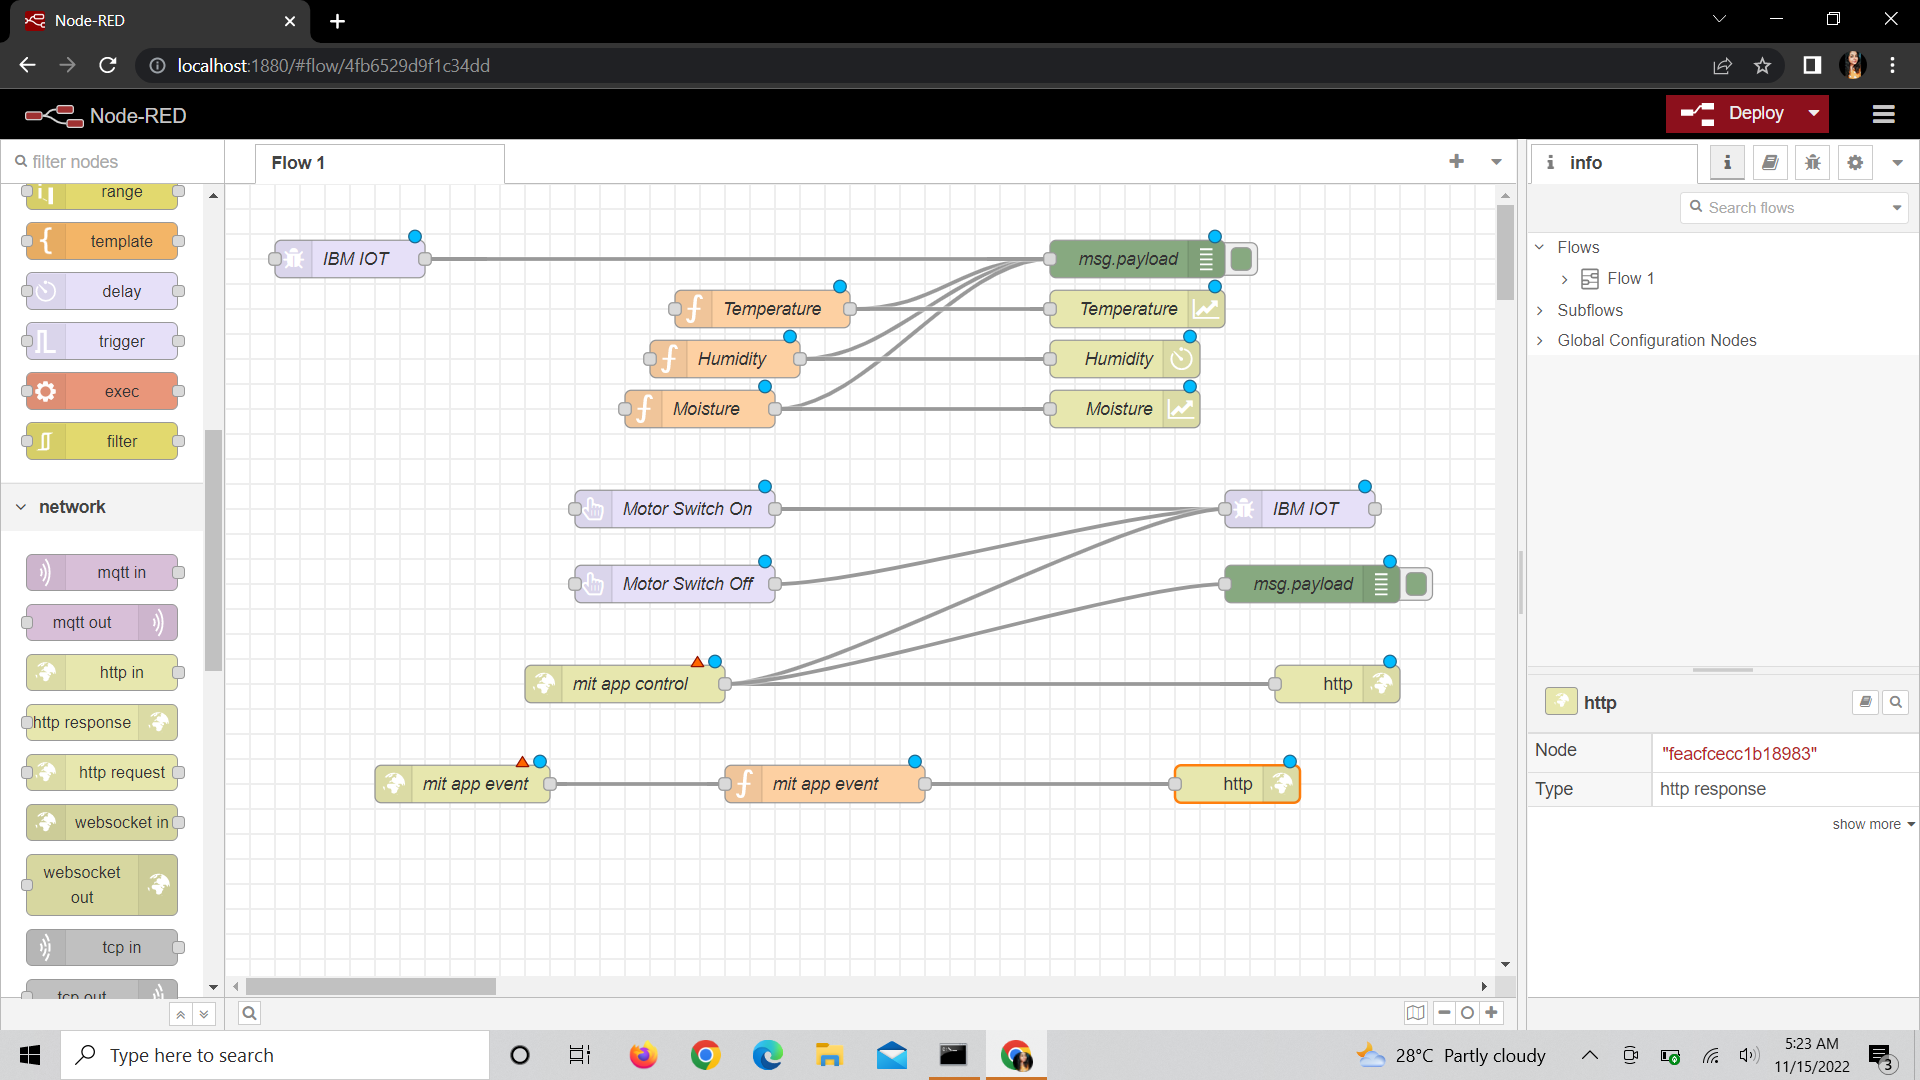 Node-RED
localhost:1880/#flow/4fb6529d9f1c34dd
Node-RED
Deploy
filter nodes
Flow 1
info
range
template
delay
trigger
exec
filter
network
mqtt in
mqtt out
http in
http response
http request
websocket in
websocket
out
tcp in
tcp out
IBM IOT
msg.payload
Temperature
Temperature
Humidity
Humidity
Moisture
Moisture
Motor Switch On
IBM IOT
Motor Switch Off
msg.payload
mit app control
http
mit app event
mit app event
http
Search flows
Flows
Flow 1
Subflows
Global Configuration Nodes
http
Node
"feacfcecc1b18983"
Type
http response
show more
Type here to search
28°C Partly cloudy
5:23 AM
11/15/2022
3